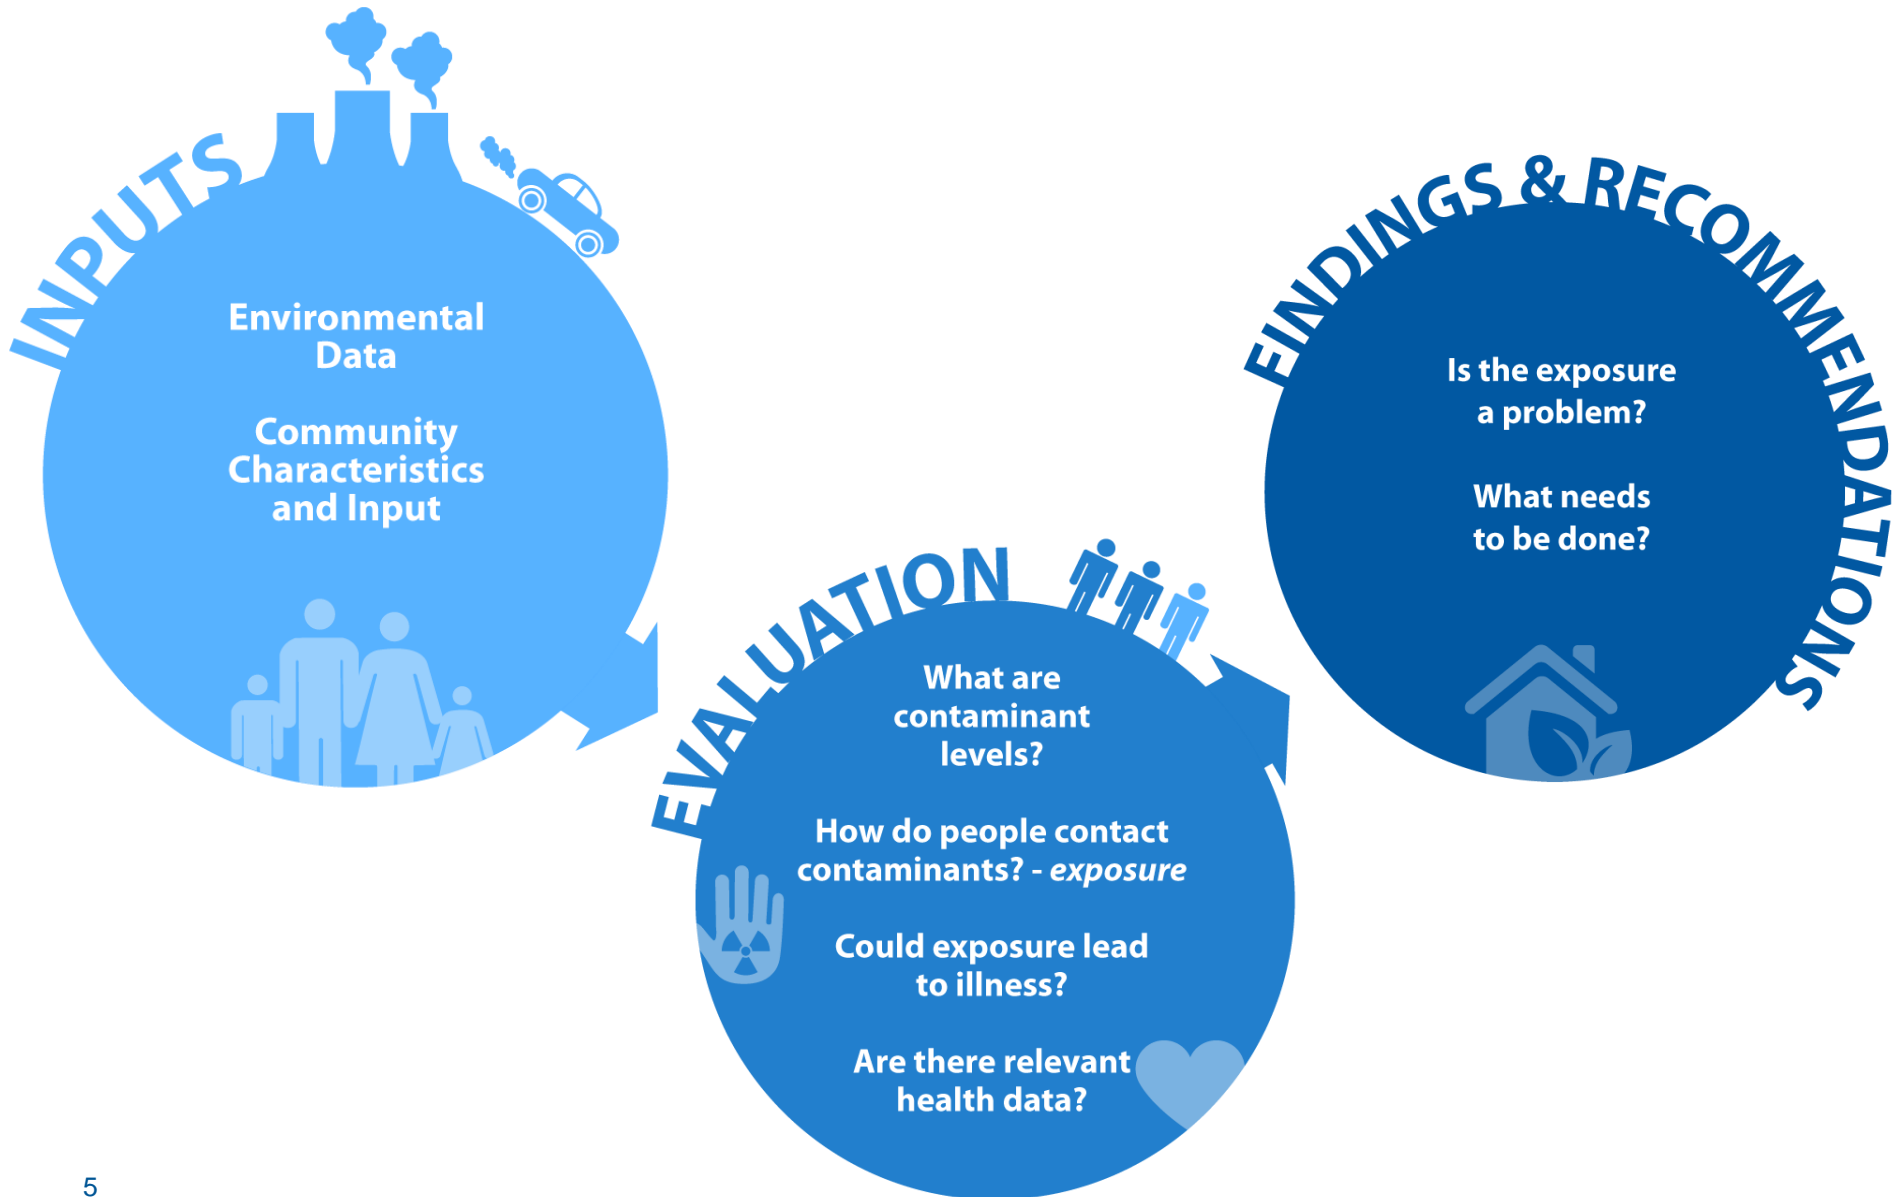 INPUTS
Environmental
Data
Community
Characteristics
and Input
EVALUATION
What are
contaminant
levels?
How do people contact
contaminants? - exposure
Could exposure lead
to illness?
Are there relevant
health data?
FINDINGS & RECOMMENDATIONS
Is the exposure
a problem?
What needs
to be done?
5